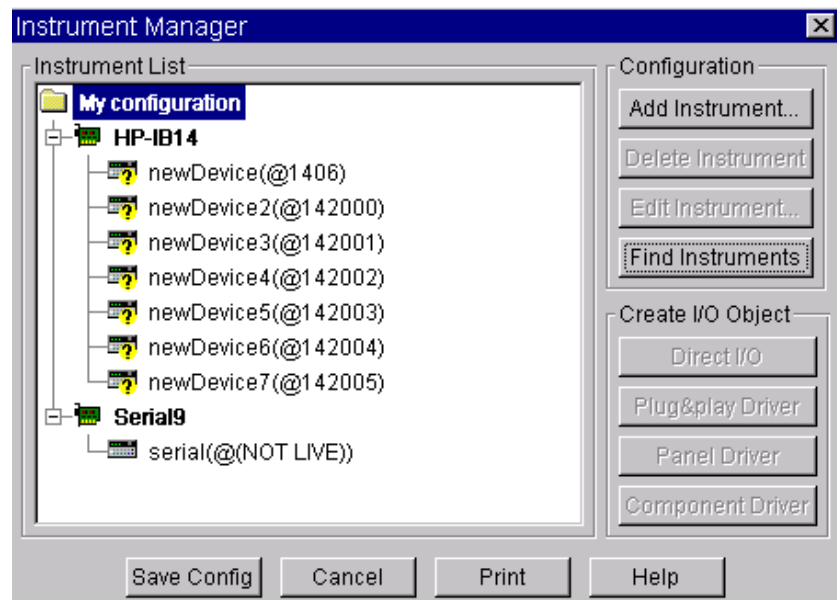 Instrument Manager
Instrument List
My configuration
HP-IB14
newDevice(@1406)
newDevice2(@142000)
newDevice3(@142001)
newDevice4(@142002)
newDevice5(@142003)
newDevice6(@142004)
newDevice7(@142005)
Serial9
serial(@(NOT LIVE))
Configuration
Add Instrument...
Delete Instrument
Edit Instrument...
Find Instruments
Create I/O Object
Direct I/O
Plug&play Driver
Panel Driver
Component Driver
Save Config
Cancel
Print
Help